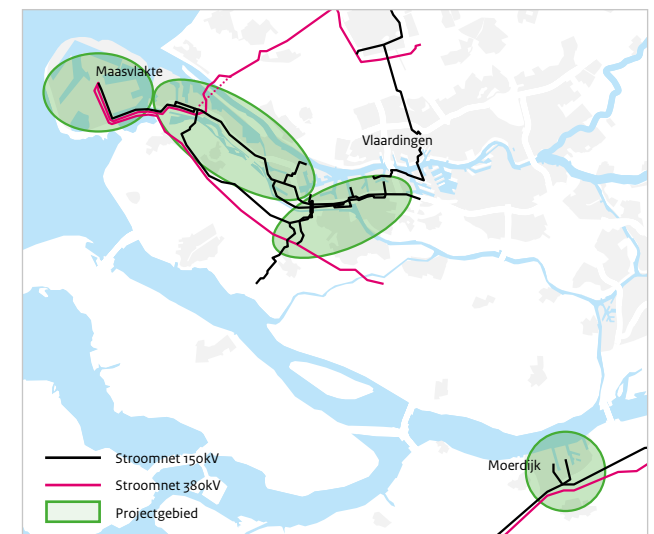 Maasvlakte
Vlaardingen
Moerdijk
Stroomnet 150kV
Stroomnet 380kV
Projectgebied